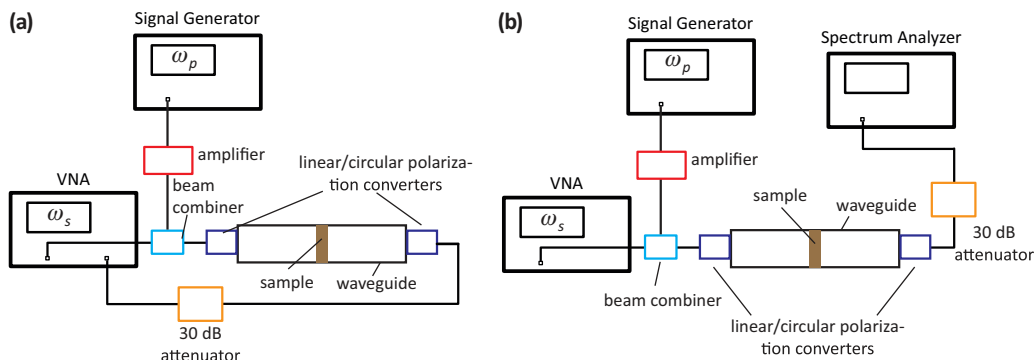 (a)
Signal Generator
ω_p
amplifier
linear/circular polariza-
tion converters
VNA
beam
combiner
ω_s
sample
waveguide
30 dB
attenuator
(b)
Signal Generator
ω_p
Spectrum Analyzer
amplifier
VNA
sample
waveguide
ω_s
30 dB
attenuator
beam combiner
linear/circular polariza-
tion converters